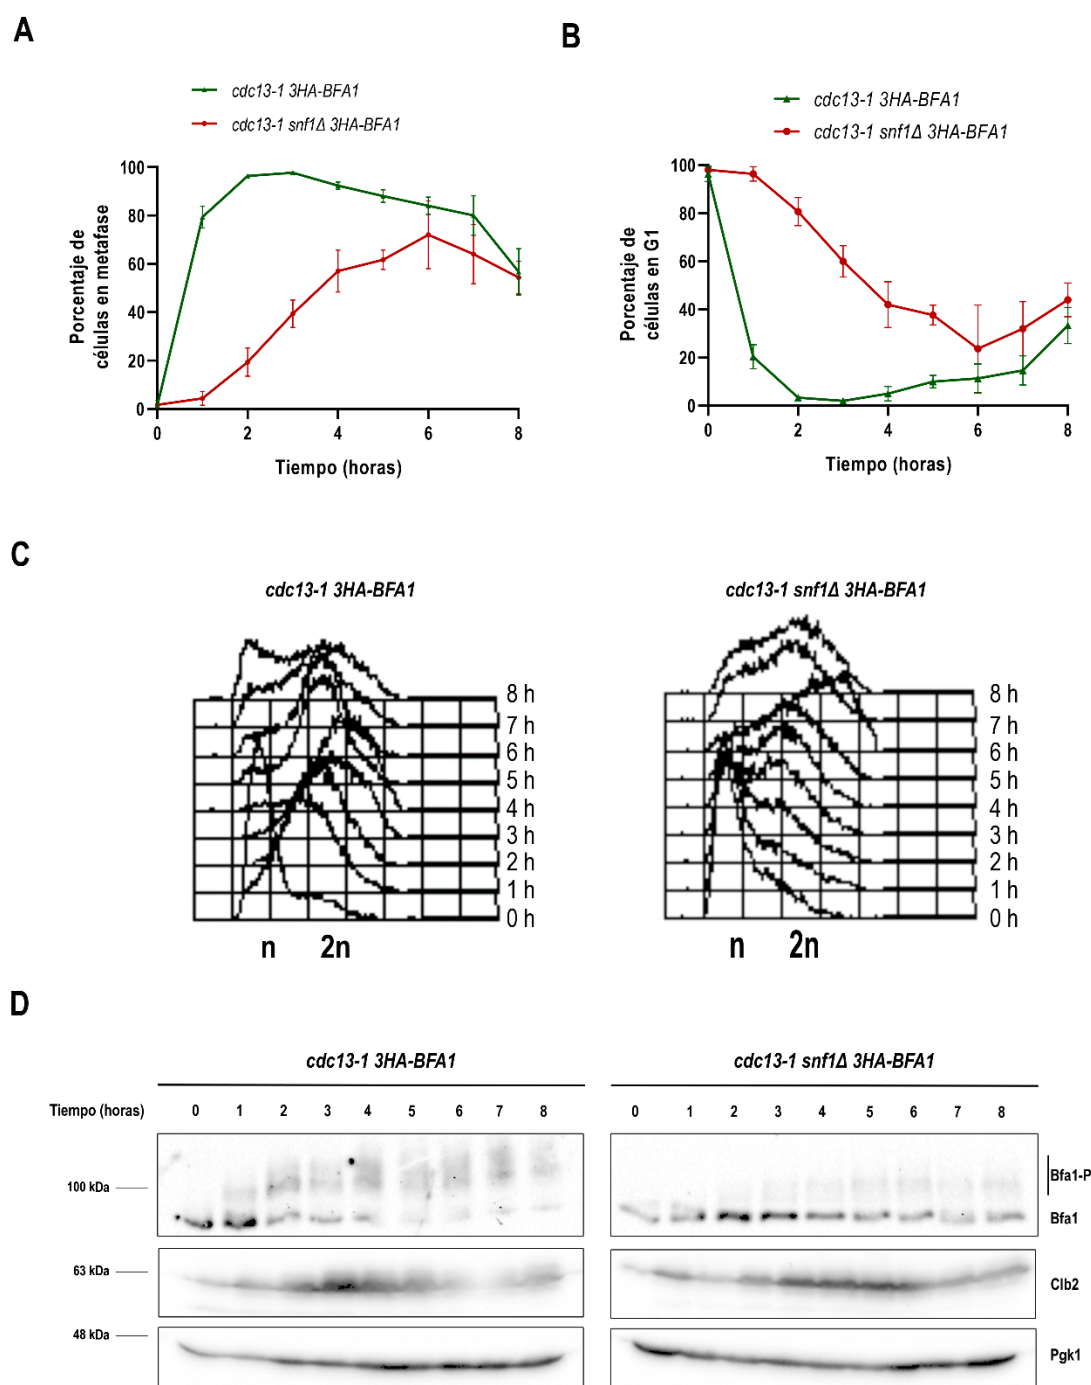 A
cdc13-1 3HA-BFA1
cdc13-1 snf1Δ 3HA-BFA1
Porcentaje de
células en metafase
100
80
60
40
20
0
0 2 4 6 8
Tiempo (horas)
B
cdc13-1 3HA-BFA1
cdc13-1 snf1Δ 3HA-BFA1
Porcentaje de
células en G1
100
80
60
40
20
0
0 2 4 6 8
Tiempo (horas)
C
cdc13-1 3HA-BFA1
8 h
7 h
6 h
5 h
4 h
3 h
2 h
1 h
0 h
n 2n
cdc13-1 snf1Δ 3HA-BFA1
8 h
7 h
6 h
5 h
4 h
3 h
2 h
1 h
0 h
n 2n
D
cdc13-1 3HA-BFA1 cdc13-1 snf1Δ 3HA-BFA1
Tiempo (horas) 0 1 2 3 4 5 6 7 8 0 1 2 3 4 5 6 7 8
100 kDa
Bfa1-P
Bfa1
63 kDa
Clb2
48 kDa
Pgk1